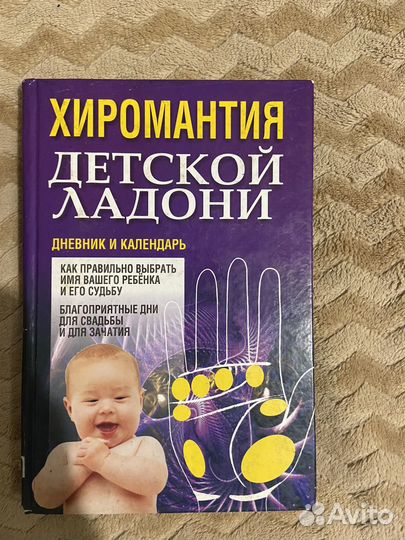 ХИРОМАНТИЯ
ДЕТСКОЙ
ЛАДОНИ
ДНЕВНИК И КАЛЕНДАРЬ
КАК ПРАВИЛЬНО ВЫБРАТЬ
ИМЯ ВАШЕГО РЕБЁНКА
И ЕГО СУДЬБУ
БЛАГОПРИЯТНЫЕ ДНИ
ДЛЯ СВАДЬБЫ
И ДЛЯ ЗАЧАТИЯ
Avito